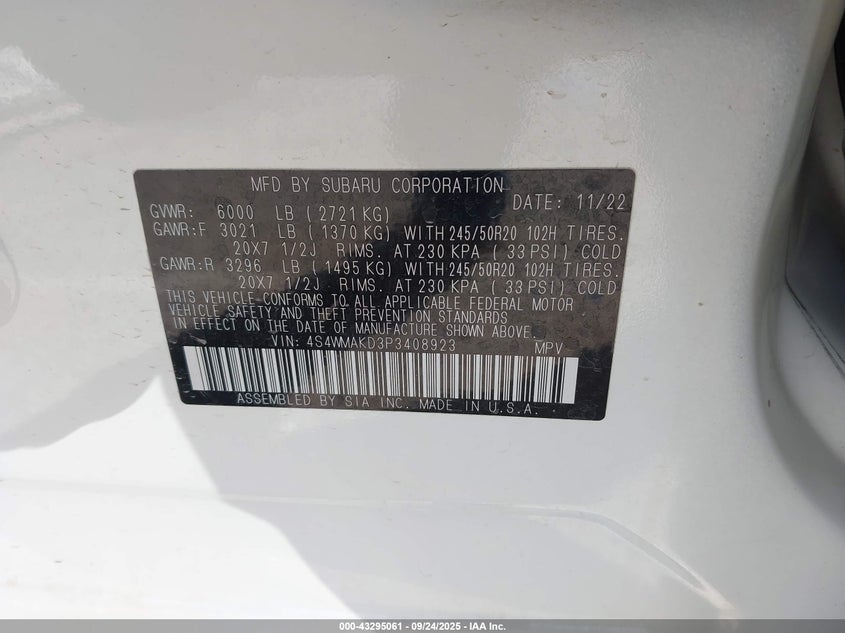 MFD BY SUBARU CORPORATION
DATE: 11/22
GVWR: 6000 LB ( 2721 KG)
GAWR:F 3021 LB ( 1370 KG) WITH 245/50R20 102H TIRES.
20X7 1/2J RIMS. AT 230 KPA ( 33 PSI) COLD
GAWR:R 3296 LB ( 1495 KG) WITH 245/50R20 102H TIRES.
20X7 1/2J RIMS. AT 230 KPA ( 33 PSI) COLD
THIS VEHICLE CONFORMS TO ALL APPLICABLE FEDERAL MOTOR
VEHICLE SAFETY AND THEFT PREVENTION STANDARDS
IN EFFECT ON THE DATE OF MANUFACTURE SHOWN ABOVE.
VIN: 4S4WMAKD3P3408923 MPV
ASSEMBLED BY SIA INC. MADE IN U.S.A.
000-43295061 - 09/24/2025 - IAA Inc.